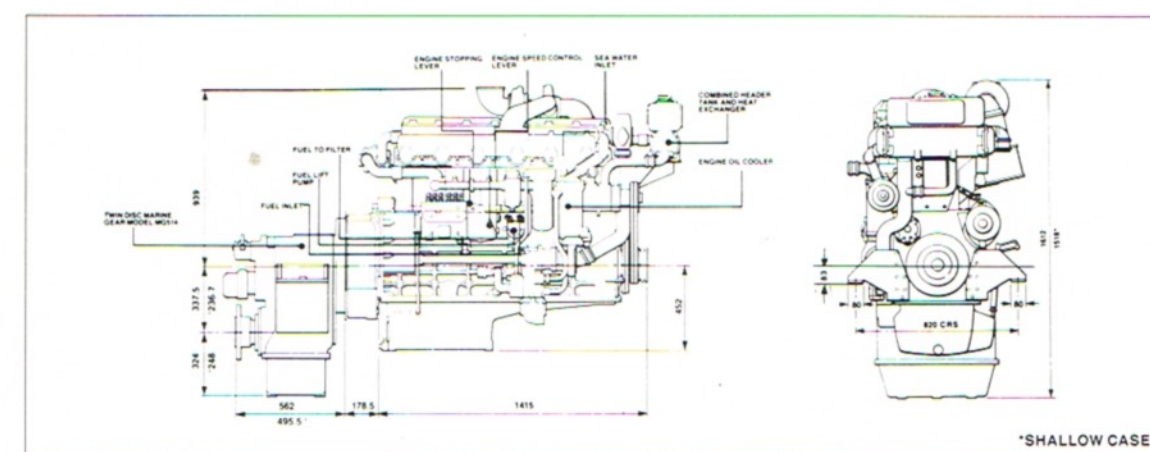 ENGINE STOPPING
LEVER
ENGINE SPEED CONTROL
LEVER
SEA WATER
INLET
COMBINED HEADER
TANK AND HEAT
EXCHANGER
FUEL TO FILTER
ENGINE OIL COOLER
FUEL LIFT
PUMP
FUEL INLET
TWIN DISC MARINE
GEAR MODEL MG514
939
337.5
*236.7
324
*248
452
562
495.5*
178.5
1415
83
80
80
820 CRS
1612
1518*
*SHALLOW CASE